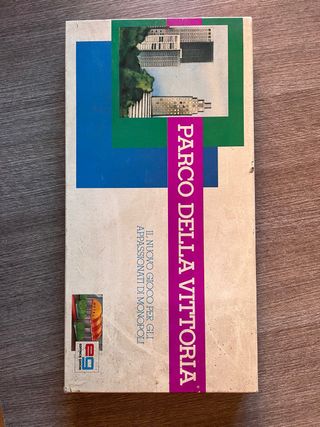 PARCO DELLA VITTORIA
IL NUOVO GIOCO PER GLI
APPASSIONATI DI MONOPOLI